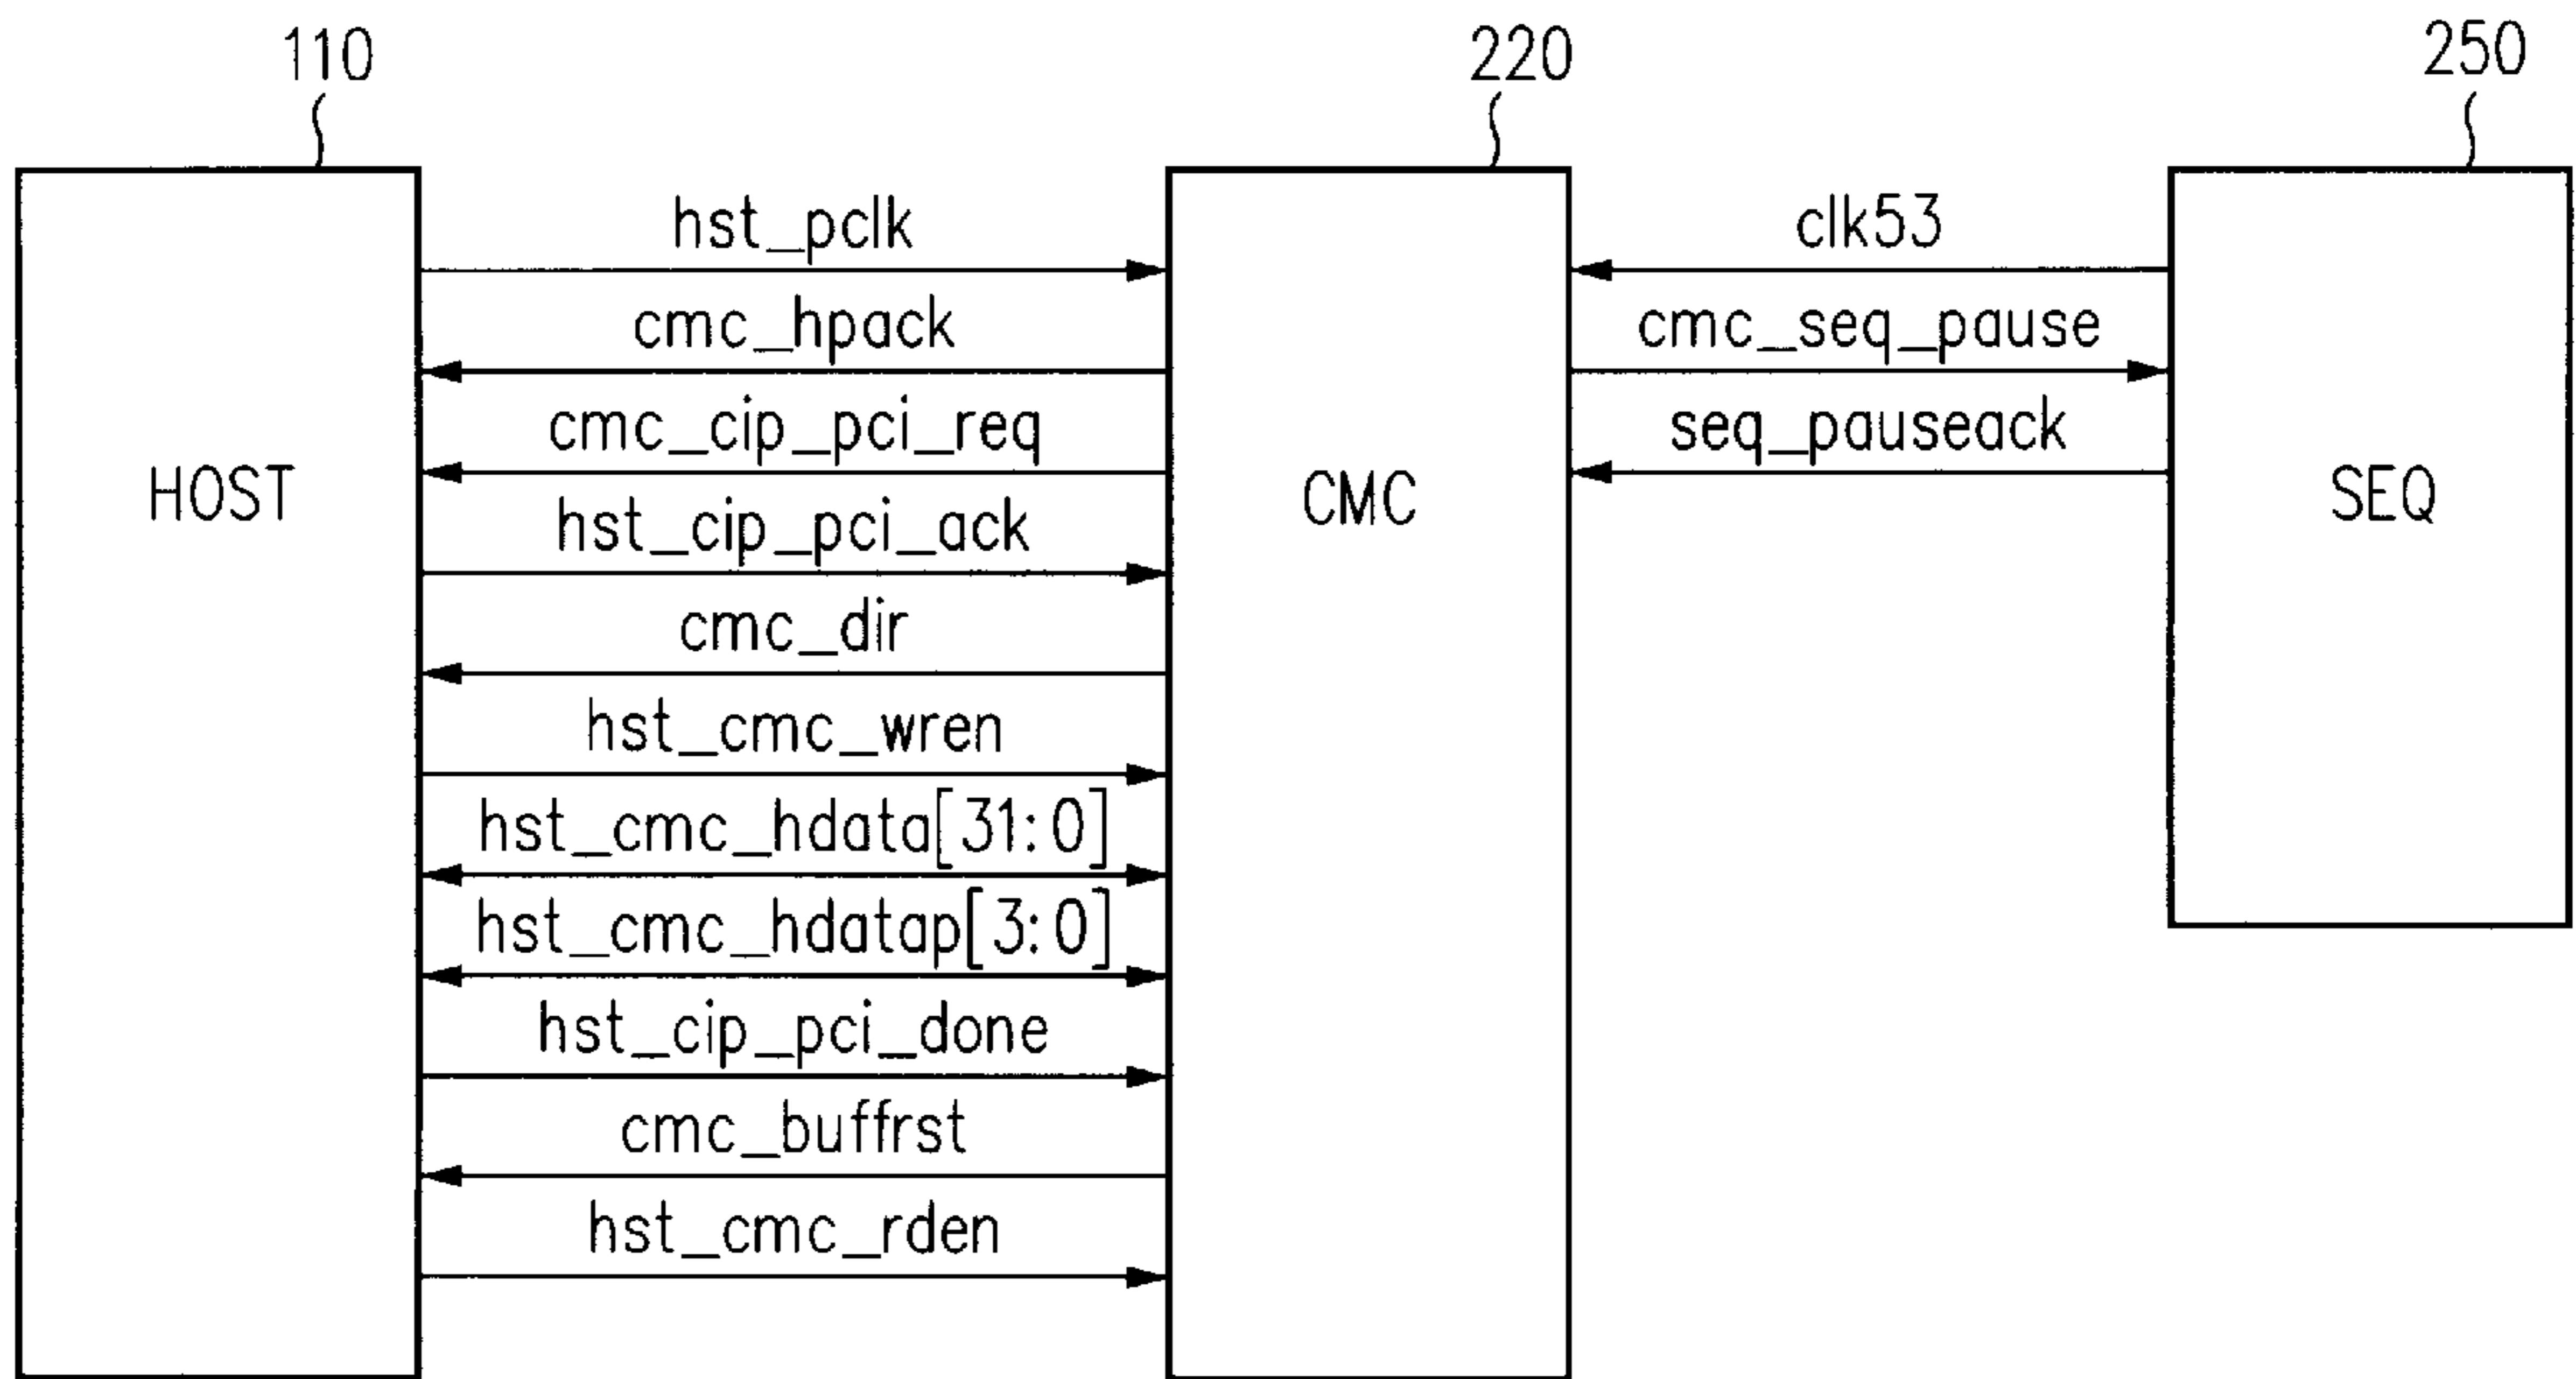 110
220
250
hst_pclk
cmc_hpack
cmc_cip_pci_req
hst_cip_pci_ack
cmc_dir
hst_cmc_wren
hst_cmc_hdata[31:0]
hst_cmc_hdatap[3:0]
hst_cip_pci_done
cmc_buffrst
hst_cmc_rden
HOST
CMC
clk53
cmc_seq_pause
seq_pauseack
SEQ